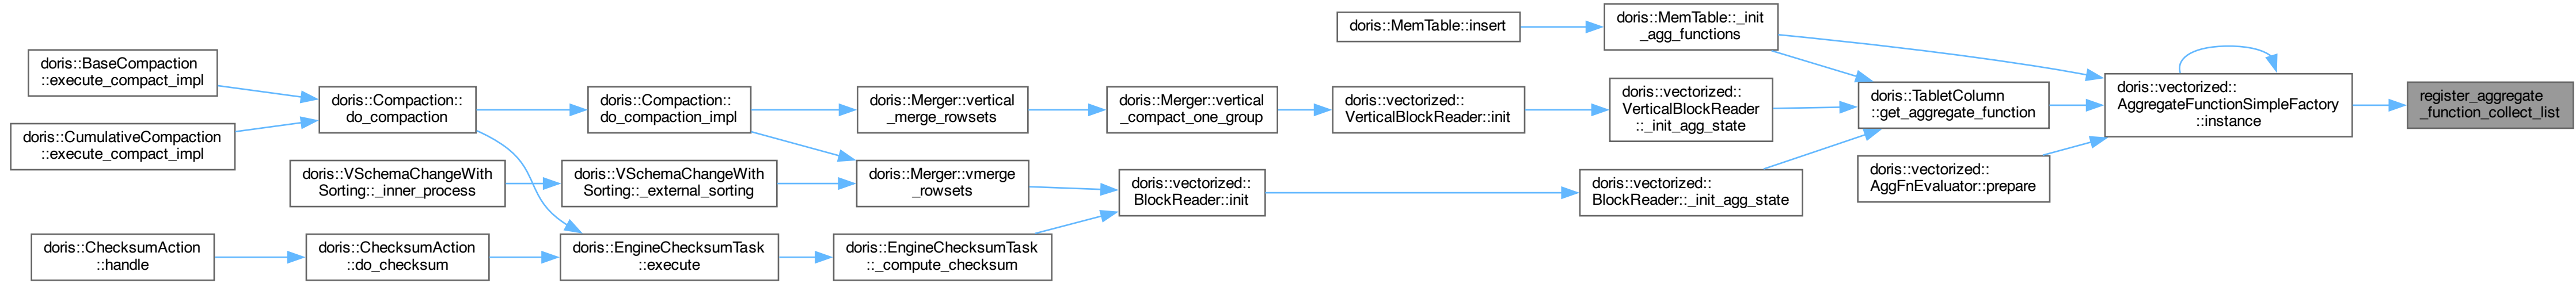 doris::MemTable::insert
doris::MemTable::_init
_agg_functions
doris::BaseCompaction
::execute_compact_impl
doris::CumulativeCompaction
::execute_compact_impl
doris::Compaction::
do_compaction
doris::Compaction::
do_compaction_impl
doris::Merger::vertical
_merge_rowsets
doris::Merger::vertical
_compact_one_group
doris::vectorized::
VerticalBlockReader::init
doris::vectorized::
VerticalBlockReader
::_init_agg_state
doris::TabletColumn
::get_aggregate_function
doris::vectorized::
AggregateFunctionSimpleFactory
::instance
register_aggregate
_function_collect_list
doris::VSchemaChangeWith
Sorting::_inner_process
doris::VSchemaChangeWith
Sorting::_external_sorting
doris::Merger::vmerge
_rowsets
doris::vectorized::
BlockReader::init
doris::vectorized::
BlockReader::_init_agg_state
doris::vectorized::
AggFnEvaluator::prepare
doris::ChecksumAction
::handle
doris::ChecksumAction
::do_checksum
doris::EngineChecksumTask
::execute
doris::EngineChecksumTask
::_compute_checksum